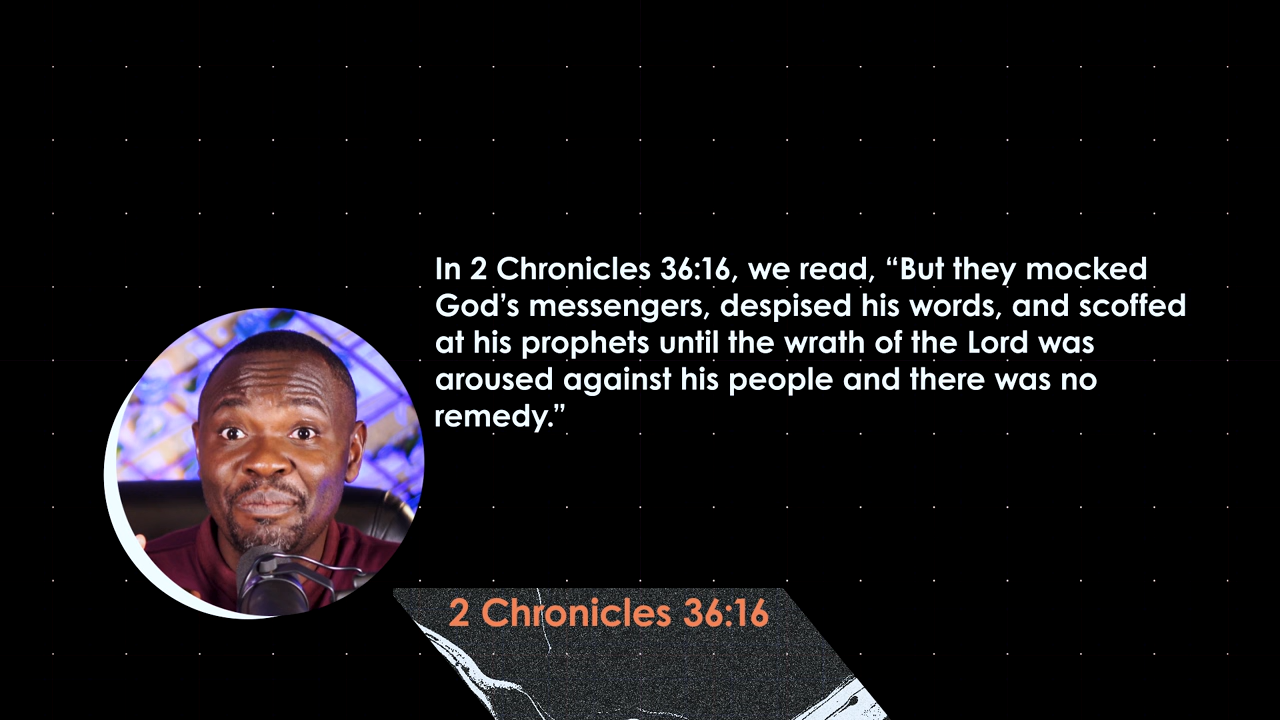 In 2 Chronicles 36:16, we read, “But they mocked
God’s messengers, despised his words, and scoffed
at his prophets until the wrath of the Lord was
aroused against his people and there was no
remedy.”
2 Chronicles 36:16